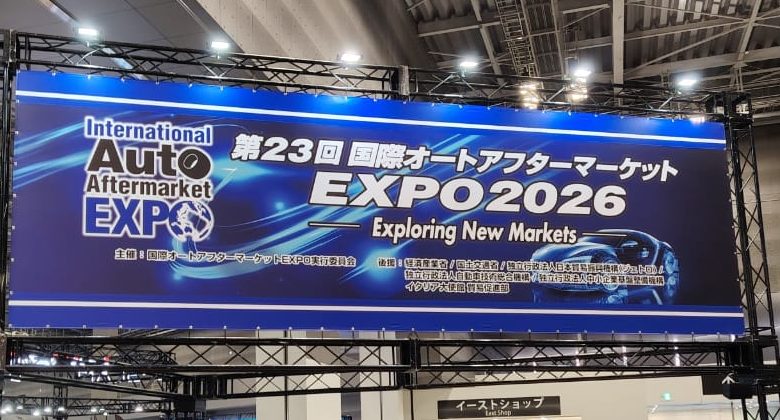 International
Auto
Aftermarket
EXPO
第23回 国際オートアフターマーケット
EXPO2026
Exploring New Markets
主催：国際オートアフターマーケットEXPO実行委員会
後援：経済産業省 / 国土交通省 / 独立行政法人日本貿易振興機構(ジェトロ) /
独立行政法人自動車技術総合機構 / 独立行政法人中小企業基盤整備機構
イタリア大使館 貿易促進部
イーストショップ
East Shop